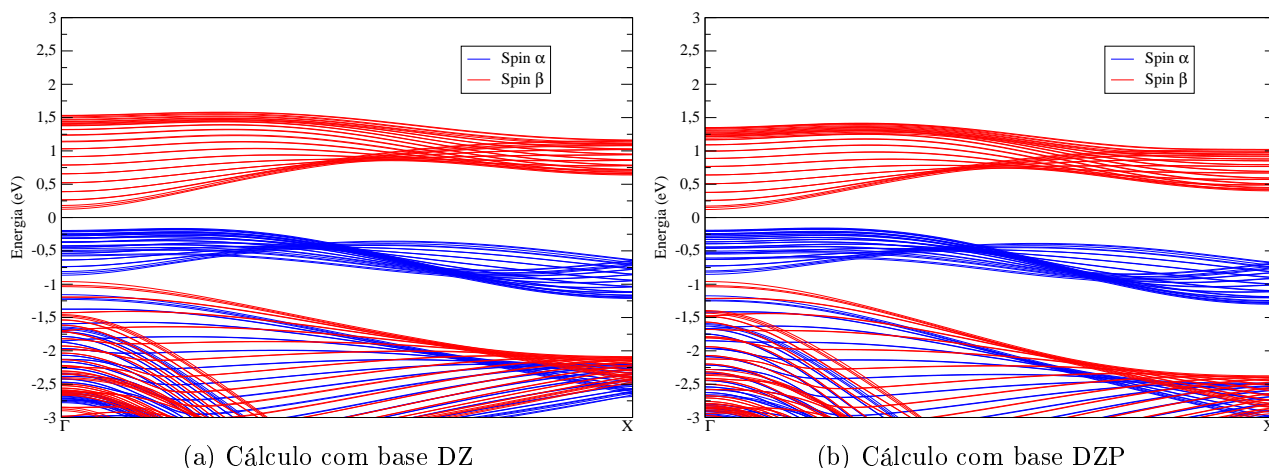 3
2,5
2
1,5
1
0,5
0
-0,5
-1
-1,5
-2
-2,5
-3
Energia (eV)
Γ
X
Spin α
Spin β
(a) Cálculo com base DZ
3
2,5
2
1,5
1
0,5
0
-0,5
-1
-1,5
-2
-2,5
-3
Energia (eV)
Γ
X
Spin α
Spin β
(b) Cálculo com base DZP